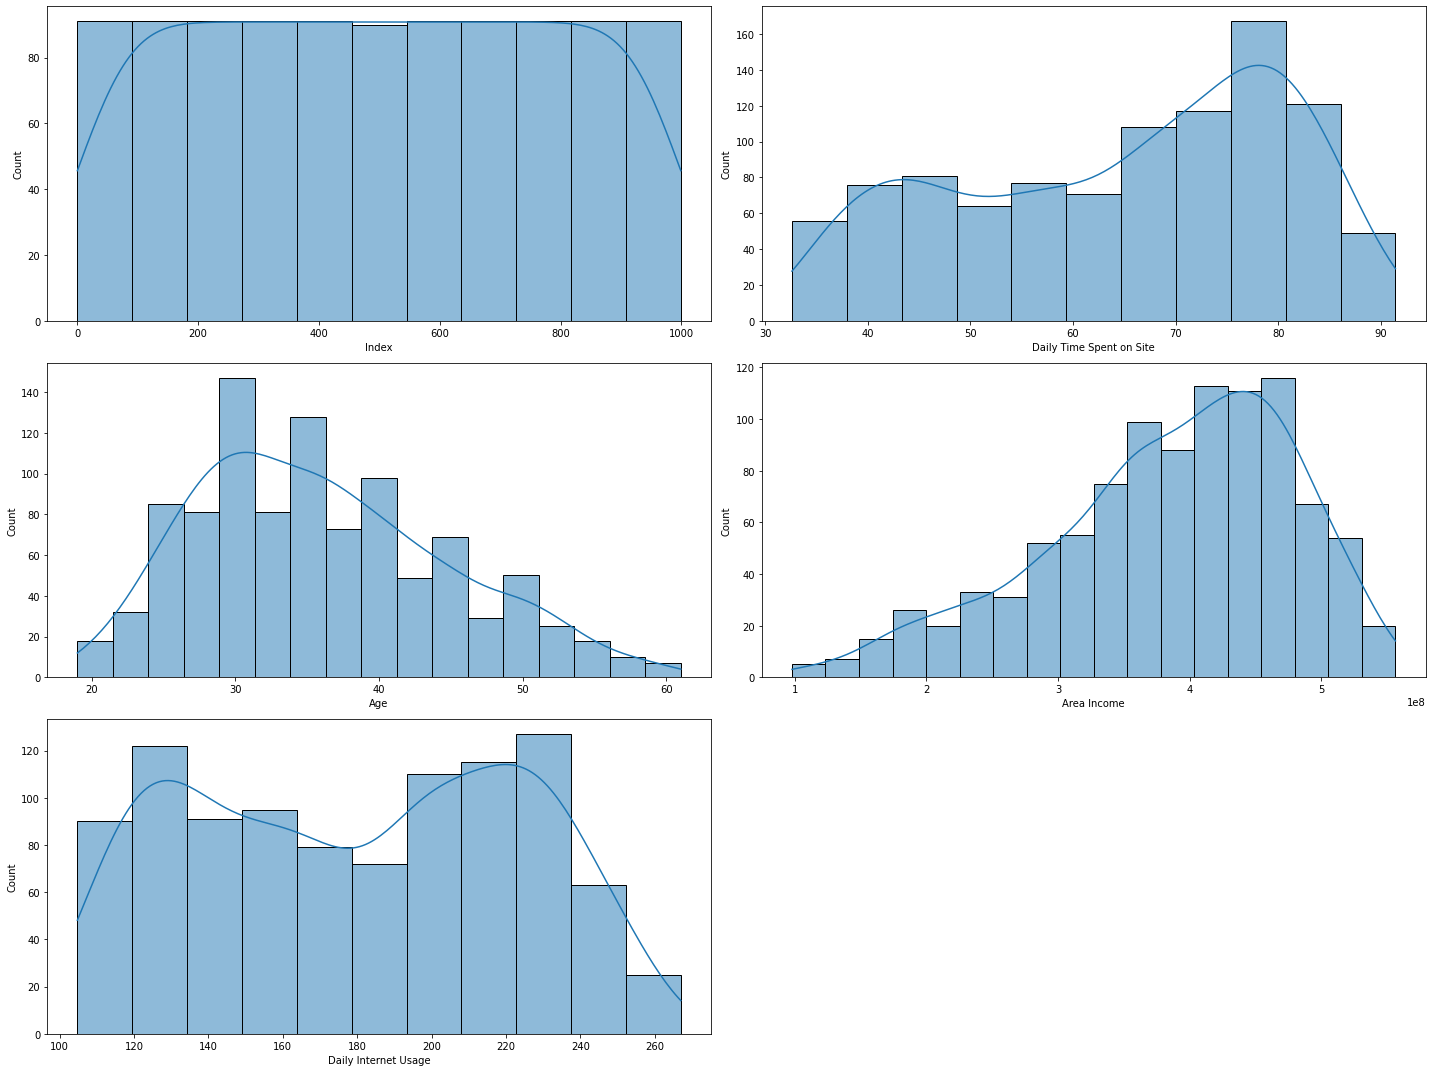 80
60
40
20
0
Count
0 200 400 600 800 1000
Index
160
140
120
100
80
60
40
20
0
Count
30 40 50 60 70 80 90
Daily Time Spent on Site
140
120
100
80
60
40
20
0
Count
20 30 40 50 60
Age
120
100
80
60
40
20
0
Count
1 2 3 4 5
1e8
Area Income
120
100
80
60
40
20
0
Count
100 120 140 160 180 200 220 240 260
Daily Internet Usage